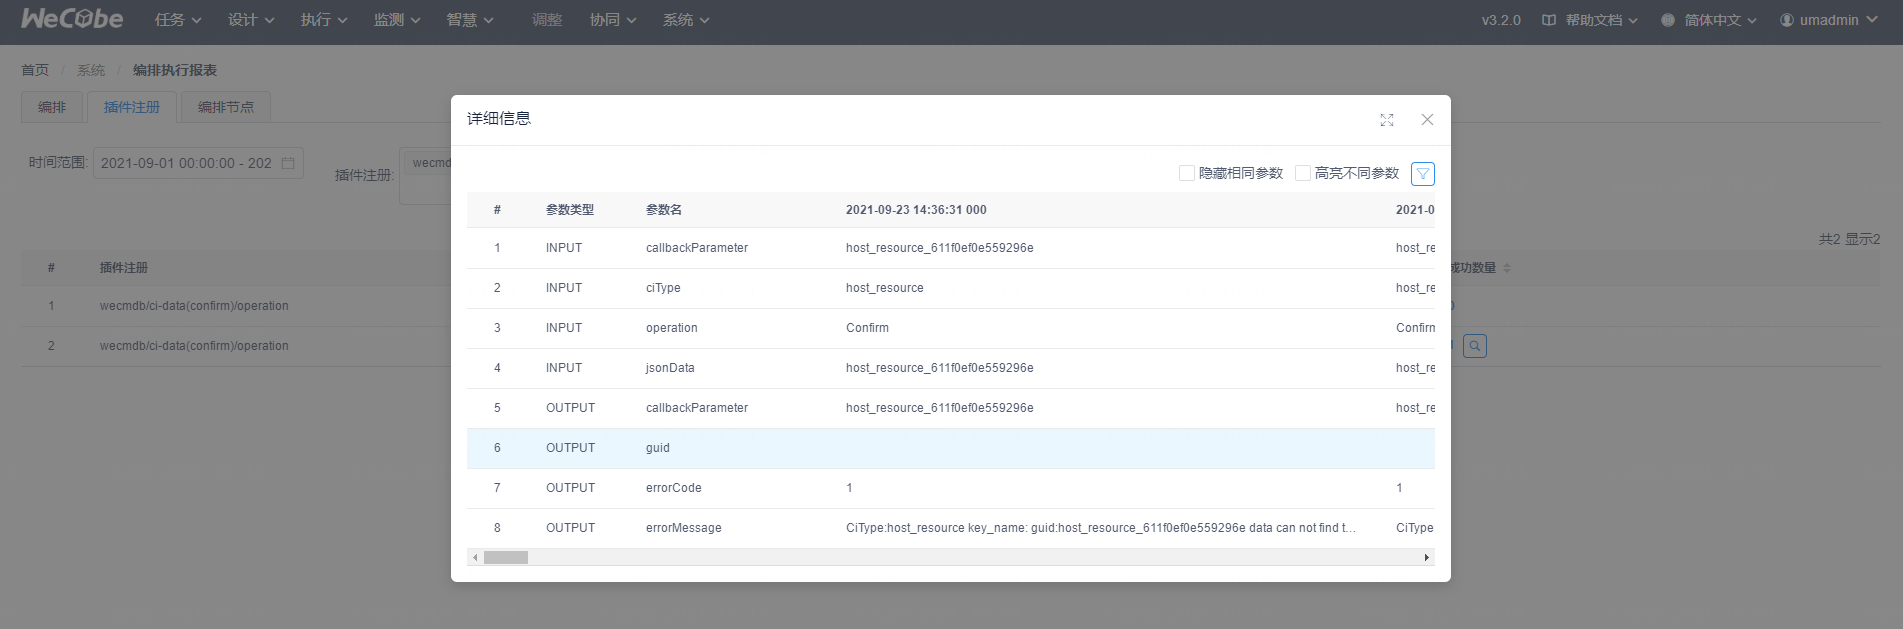 WeCube 任务 设计 执行 监测 智慧 调整 协同 系统 v3.2.0 帮助文档 简体中文 umadmin
首页 / 系统 / 编排执行报表
编排 插件注册 编排节点
时间范围: 2021-09-01 00:00:00 - 202 插件注册: wecmd
共2 显示2
# 插件注册 成功数量
1 wecmdb/ci-data(confirm)/operation
2 wecmdb/ci-data(confirm)/operation
详细信息
隐藏相同参数 高亮不同参数
# 参数类型 参数名 2021-09-23 14:36:31 000 2021-0
1 INPUT callbackParameter host_resource_611f0ef0e559296e host_re
2 INPUT ciType host_resource host_re
3 INPUT operation Confirm Confirm
4 INPUT jsonData host_resource_611f0ef0e559296e host_re
5 OUTPUT callbackParameter host_resource_611f0ef0e559296e host_re
6 OUTPUT guid
7 OUTPUT errorCode 1 1
8 OUTPUT errorMessage CiType:host_resource key_name: guid:host_resource_611f0ef0e559296e data can not find t... CiType